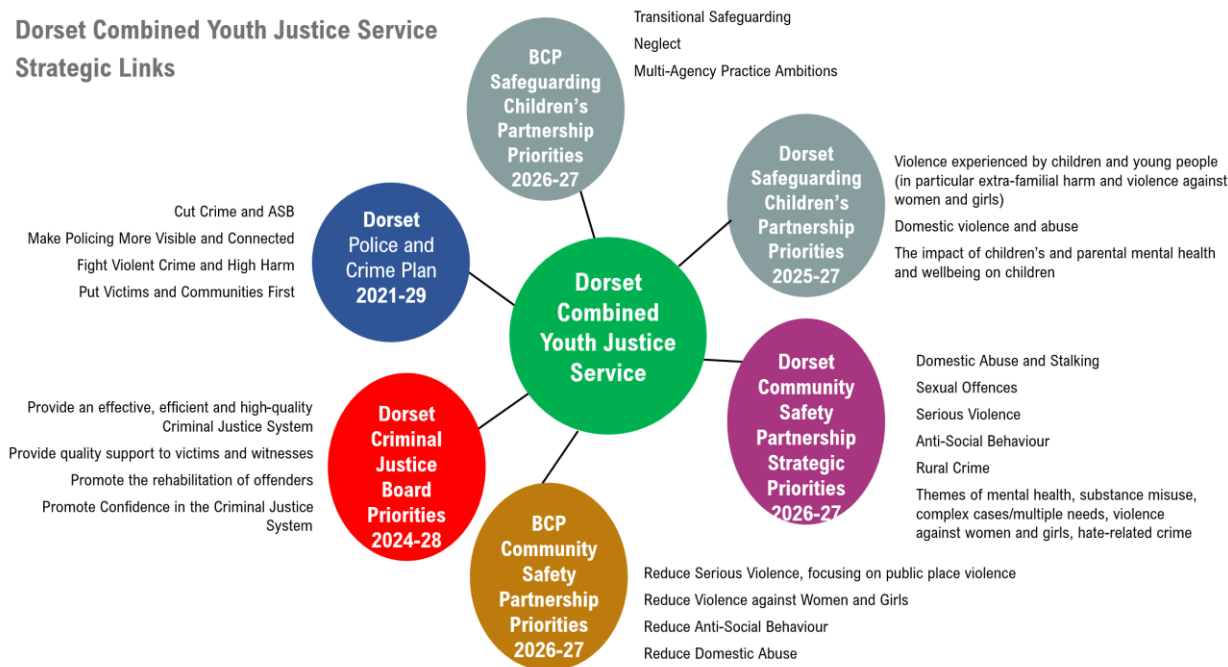 Dorset Combined Youth Justice Service
Strategic Links
BCP
Safeguarding
Children's
Partnership
Priorities
2026-27
Transitional Safeguarding
Neglect
Multi-Agency Practice Ambitions
Dorset
Safeguarding
Children's
Partnership
Priorities
2025-27
Violence experienced by children and young people
(in particular extra-familial harm and violence against
women and girls)
Domestic violence and abuse
The impact of children's and parental mental health
and wellbeing on children
Cut Crime and ASB
Make Policing More Visible and Connected
Fight Violent Crime and High Harm
Put Victims and Communities First
Dorset
Police and
Crime Plan
2021-29
Dorset
Combined
Youth Justice
Service
Dorset
Community
Safety
Partnership
Strategic
Priorities
2026-27
Domestic Abuse and Stalking
Sexual Offences
Serious Violence
Anti-Social Behaviour
Rural Crime
Themes of mental health, substance misuse,
complex cases/multiple needs, violence
against women and girls, hate-related crime
Provide an effective, efficient and high-quality
Criminal Justice System
Provide quality support to victims and witnesses
Promote the rehabilitation of offenders
Promote Confidence in the Criminal Justice
System
Dorset
Criminal
Justice
Board
Priorities
2024-28
BCP
Community
Safety
Partnership
Priorities
2026-27
Reduce Serious Violence, focusing on public place violence
Reduce Violence against Women and Girls
Reduce Anti-Social Behaviour
Reduce Domestic Abuse